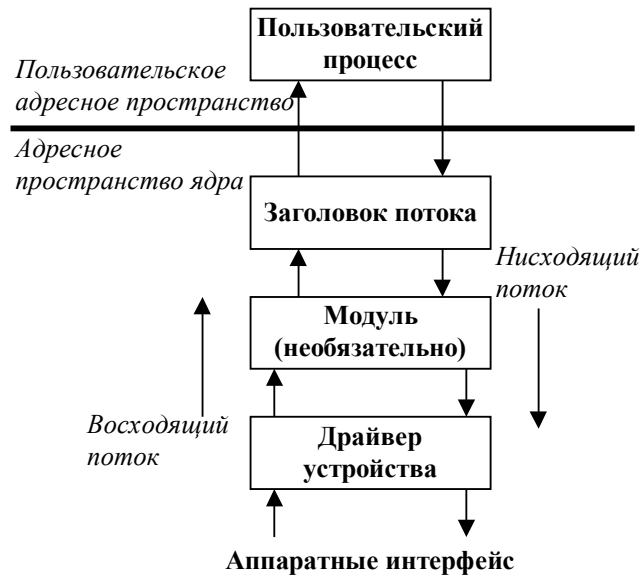 Пользовательский
процесс
Пользовательское
адресное пространство
Адресное
пространство ядра
Заголовок потока
Нисходящий
поток
Модуль
(необязательно)
Восходящий
поток
Драйвер
устройства
Аппаратные интерфейс